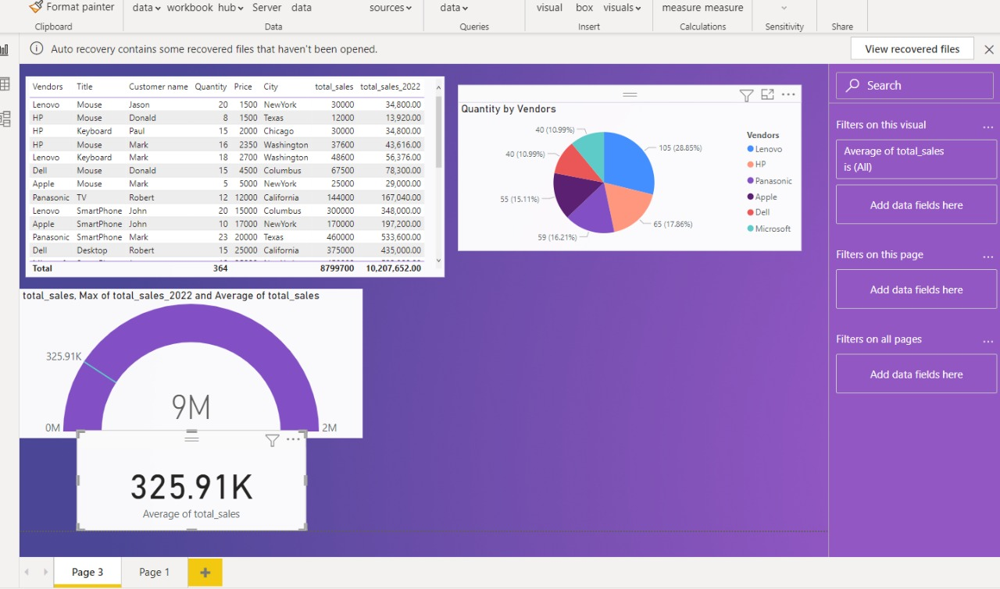 Format painter data workbook hub Server data sources data visual box visuals measure measure
Clipboard Data Queries Insert Calculations Sensitivity Share
Auto recovery contains some recovered files that haven't been opened. View recovered files
Vendors Title Customer name Quantity Price City total_sales total_sales_2022
Lenovo Mouse Jason 20 1500 NewYork 30000 34,800.00
HP Mouse Donald 8 1500 Texas 12000 13,920.00
HP Keyboard Paul 15 2000 Chicago 30000 34,800.00
HP Mouse Mark 16 2350 Washington 37600 43,616.00
Lenovo Keyboard Mark 18 2700 Washington 48600 56,376.00
Dell Mouse Donald 15 4500 Columbus 67500 78,300.00
Apple Mouse Mark 5 5000 NewYork 25000 29,000.00
Panasonic TV Robert 12 12000 California 144000 167,040.00
Lenovo SmartPhone John 20 15000 Columbus 300000 348,000.00
Apple SmartPhone John 10 17000 NewYork 170000 197,200.00
Panasonic SmartPhone Mark 23 20000 Texas 460000 533,600.00
Dell Desktop Robert 15 25000 California 375000 435,000.00
Total 364 8799700 10,207,652.00
Quantity by Vendors
40 (10.99%)
105 (28.85%)
40 (10.99%)
55 (15.11%)
65 (17.86%)
59 (16.21%)
Vendors
Lenovo
HP
Panasonic
Apple
Dell
Microsoft
total_sales, Max of total_sales_2022 and Average of total_sales
325.91K
9M
0M 2M
325.91K
Average of total_sales
Search
Filters on this visual
Average of total_sales
is (All)
Add data fields here
Filters on this page
Add data fields here
Filters on all pages
Add data fields here
Page 3 Page 1